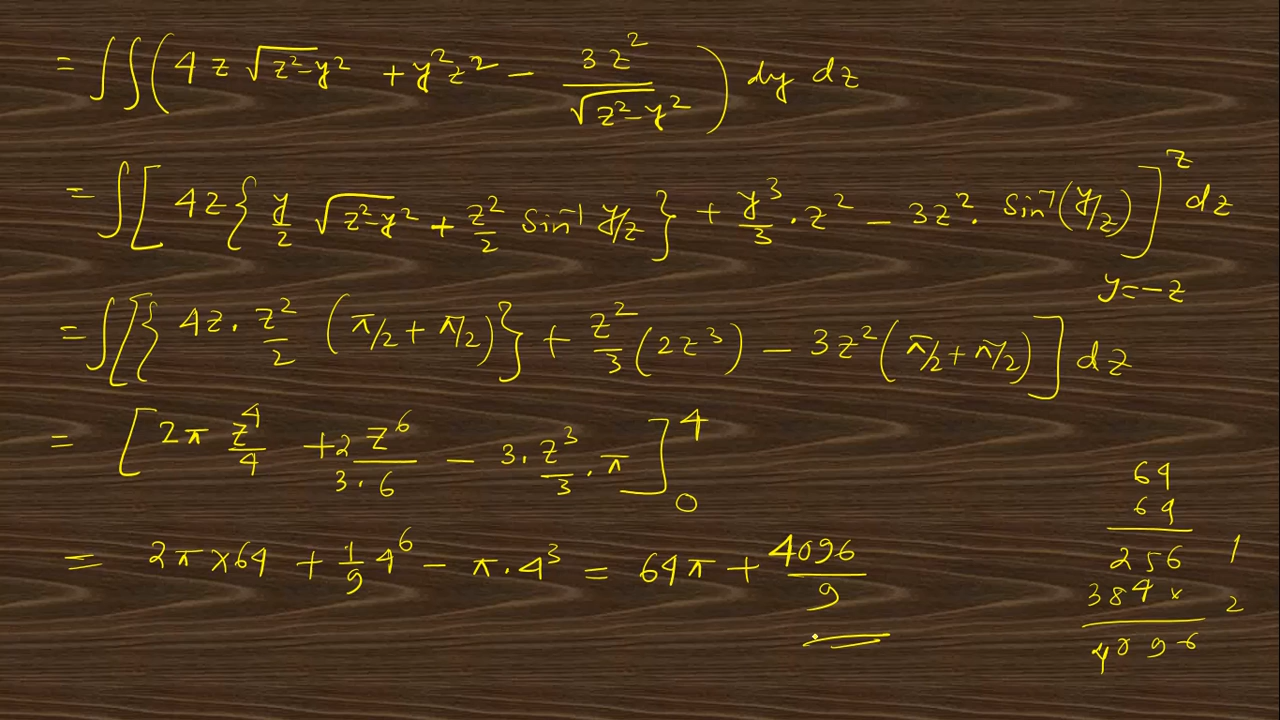 = ∫∫ (4z √(z²-y²) + y²z² - 3z²/√(z²-y²)) dy dz
= ∫ [4z {y/2 √(z²-y²) + z²/2 sin⁻¹ y/z} + y³/3 · z² - 3z² · sin⁻¹(y/z)]_{y=-z}^{z} dz
= ∫ [{4z · z²/2 (π/2 + π/2)} + z²/3 (2z³) - 3z² (π/2 + π/2)] dz
= [2π z⁴/4 + 2 z⁶/(3·6) - 3 · z³/3 · π]_0^4
= 2π × 64 + 1/9 4⁶ - π · 4³ = 64π + 4096/9
64
64
256 1
384× 2
4096